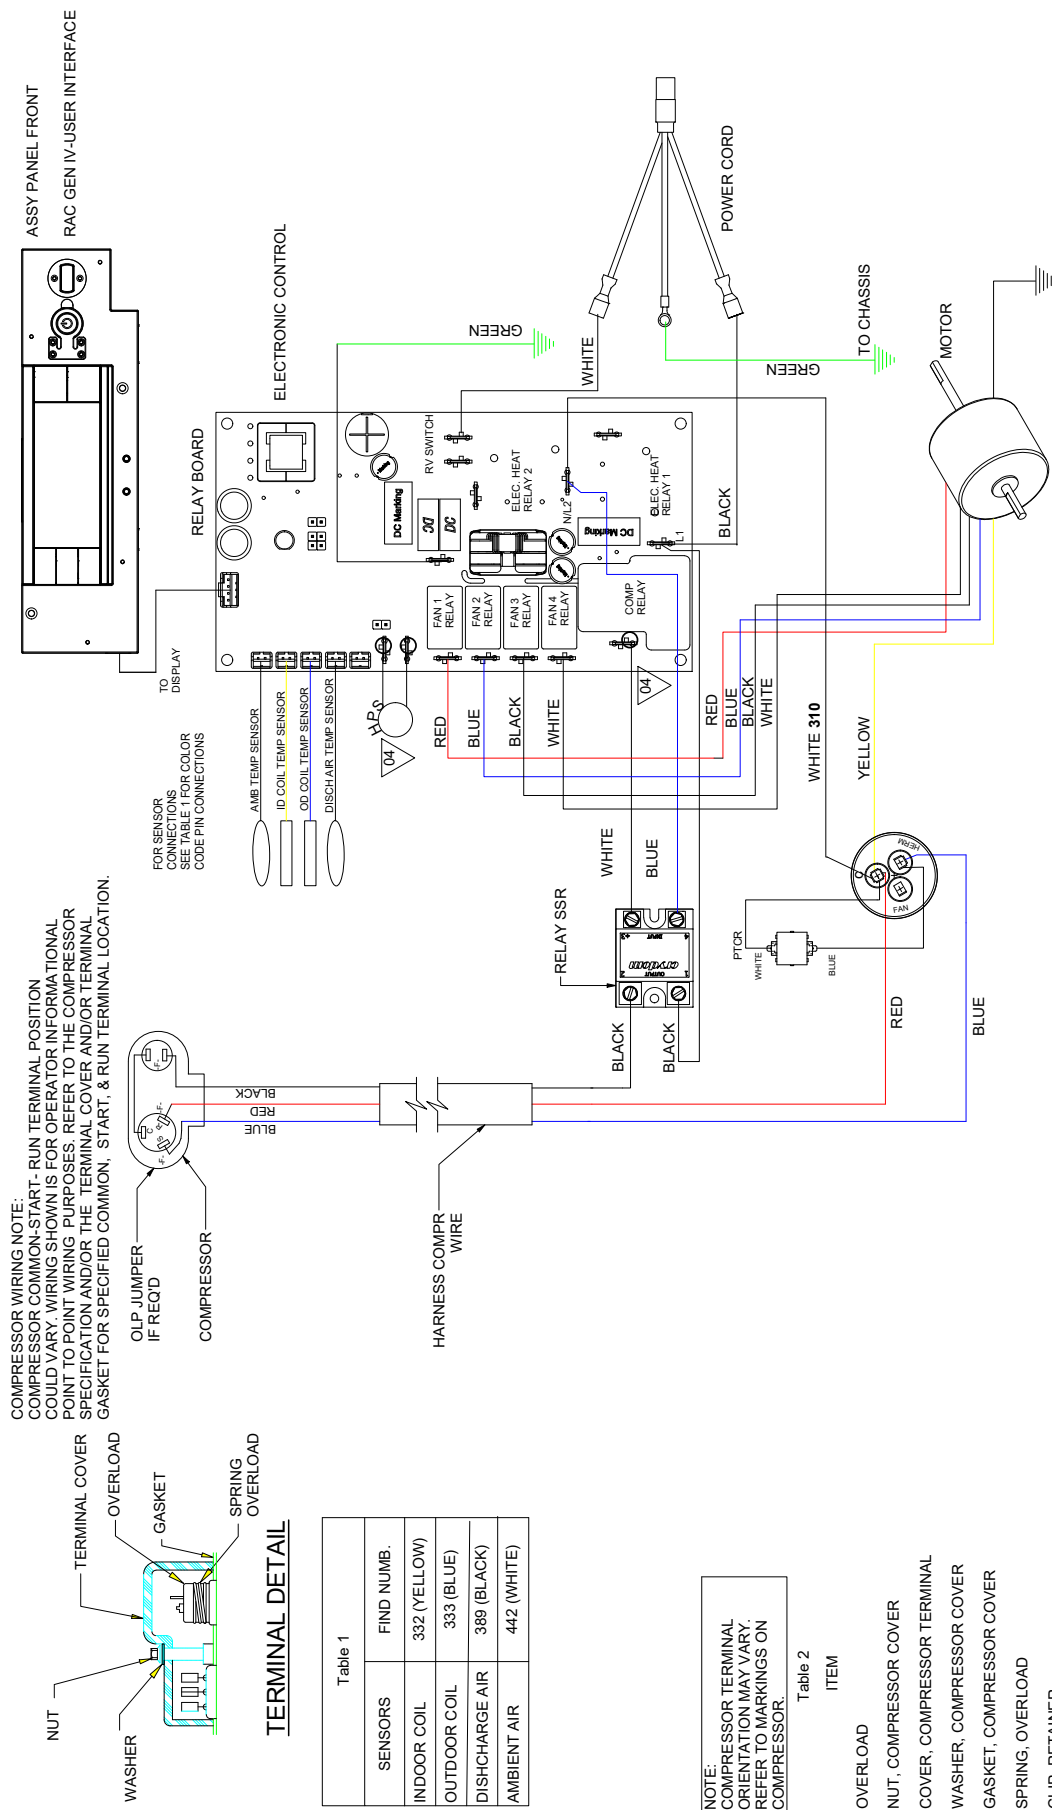 COMPRESSOR WIRING NOTE:
COMPRESSOR COMMON-START- RUN TERMINAL POSITION
COULD VARY. WIRING SHOWN IS FOR OPERATOR INFORMATIONAL
POINT TO POINT WIRING PURPOSES. REFER TO THE COMPRESSOR
SPECIFICATION AND/OR THE TERMINAL COVER AND/OR TERMINAL
GASKET FOR SPECIFIED COMMON, START, & RUN TERMINAL LOCATION.
ASSY PANEL FRONT
RAC GEN IV-USER INTERFACE
NUT
WASHER
TERMINAL COVER
OVERLOAD
GASKET
SPRING
OVERLOAD
TERMINAL DETAIL
OLP JUMPER
IF REQ'D
COMPRESSOR
C
S
R
-F-
-F-
-F-
BLACK
RED
BLUE
HARNESS COMPR
WIRE
FOR SENSOR
CONNECTIONS
SEE TABLE 1 FOR COLOR
CODE PIN CONNECTIONS
TO
DISPLAY
AMB TEMP SENSOR
ID COIL TEMP SENSOR
OD COIL TEMP SENSOR
DISCH AIR TEMP SENSOR
H.P.S
04
RELAY BOARD
ELECTRONIC CONTROL
DC Marking
DC
DC
RV SWITCH
ELEC. HEAT
RELAY 2
N/L2
DC Marking
ELEC. HEAT
RELAY 1
L1
FAN 1
RELAY
FAN 2
RELAY
FAN 3
RELAY
FAN 4
RELAY
COMP
RELAY
04
GREEN
WHITE
POWER CORD
GREEN
TO CHASSIS
BLACK
MOTOR
RED
BLUE
BLACK
WHITE
RED
BLUE
BLACK
WHITE
WHITE 310
YELLOW
WHITE
BLUE
RELAY SSR
crydom
OUTPUT
INPUT
2
1
+3
4
BLACK
BLACK
PTCR
WHITE
BLUE
HERM
FAN
C
RED
BLUE
Table 1
SENSORS FIND NUMB.
INDOOR COIL 332 (YELLOW)
OUTDOOR COIL 333 (BLUE)
DISHCHARGE AIR 389 (BLACK)
AMBIENT AIR 442 (WHITE)
NOTE:
COMPRESSOR TERMINAL
ORIENTATION MAY VARY.
REFER TO MARKINGS ON
COMPRESSOR.
Table 2
ITEM
OVERLOAD
NUT, COMPRESSOR COVER
COVER, COMPRESSOR TERMINAL
WASHER, COMPRESSOR COVER
GASKET, COMPRESSOR COVER
SPRING, OVERLOAD